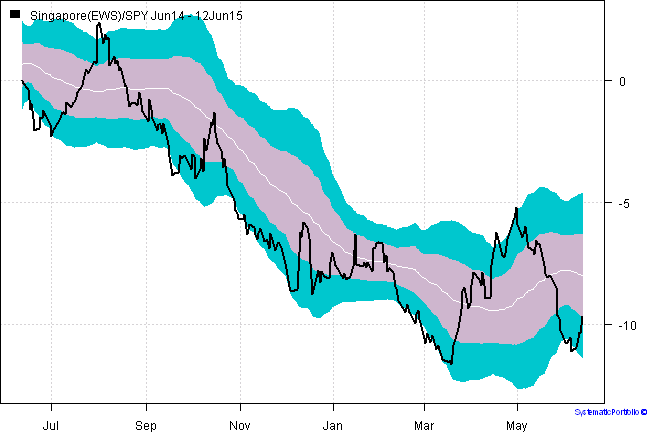 Singapore(EWS)/SPY Jun14 - 12Jun15
0
-5
-10
Jul Sep Nov Jan Mar May
SystematicPortfolio ©